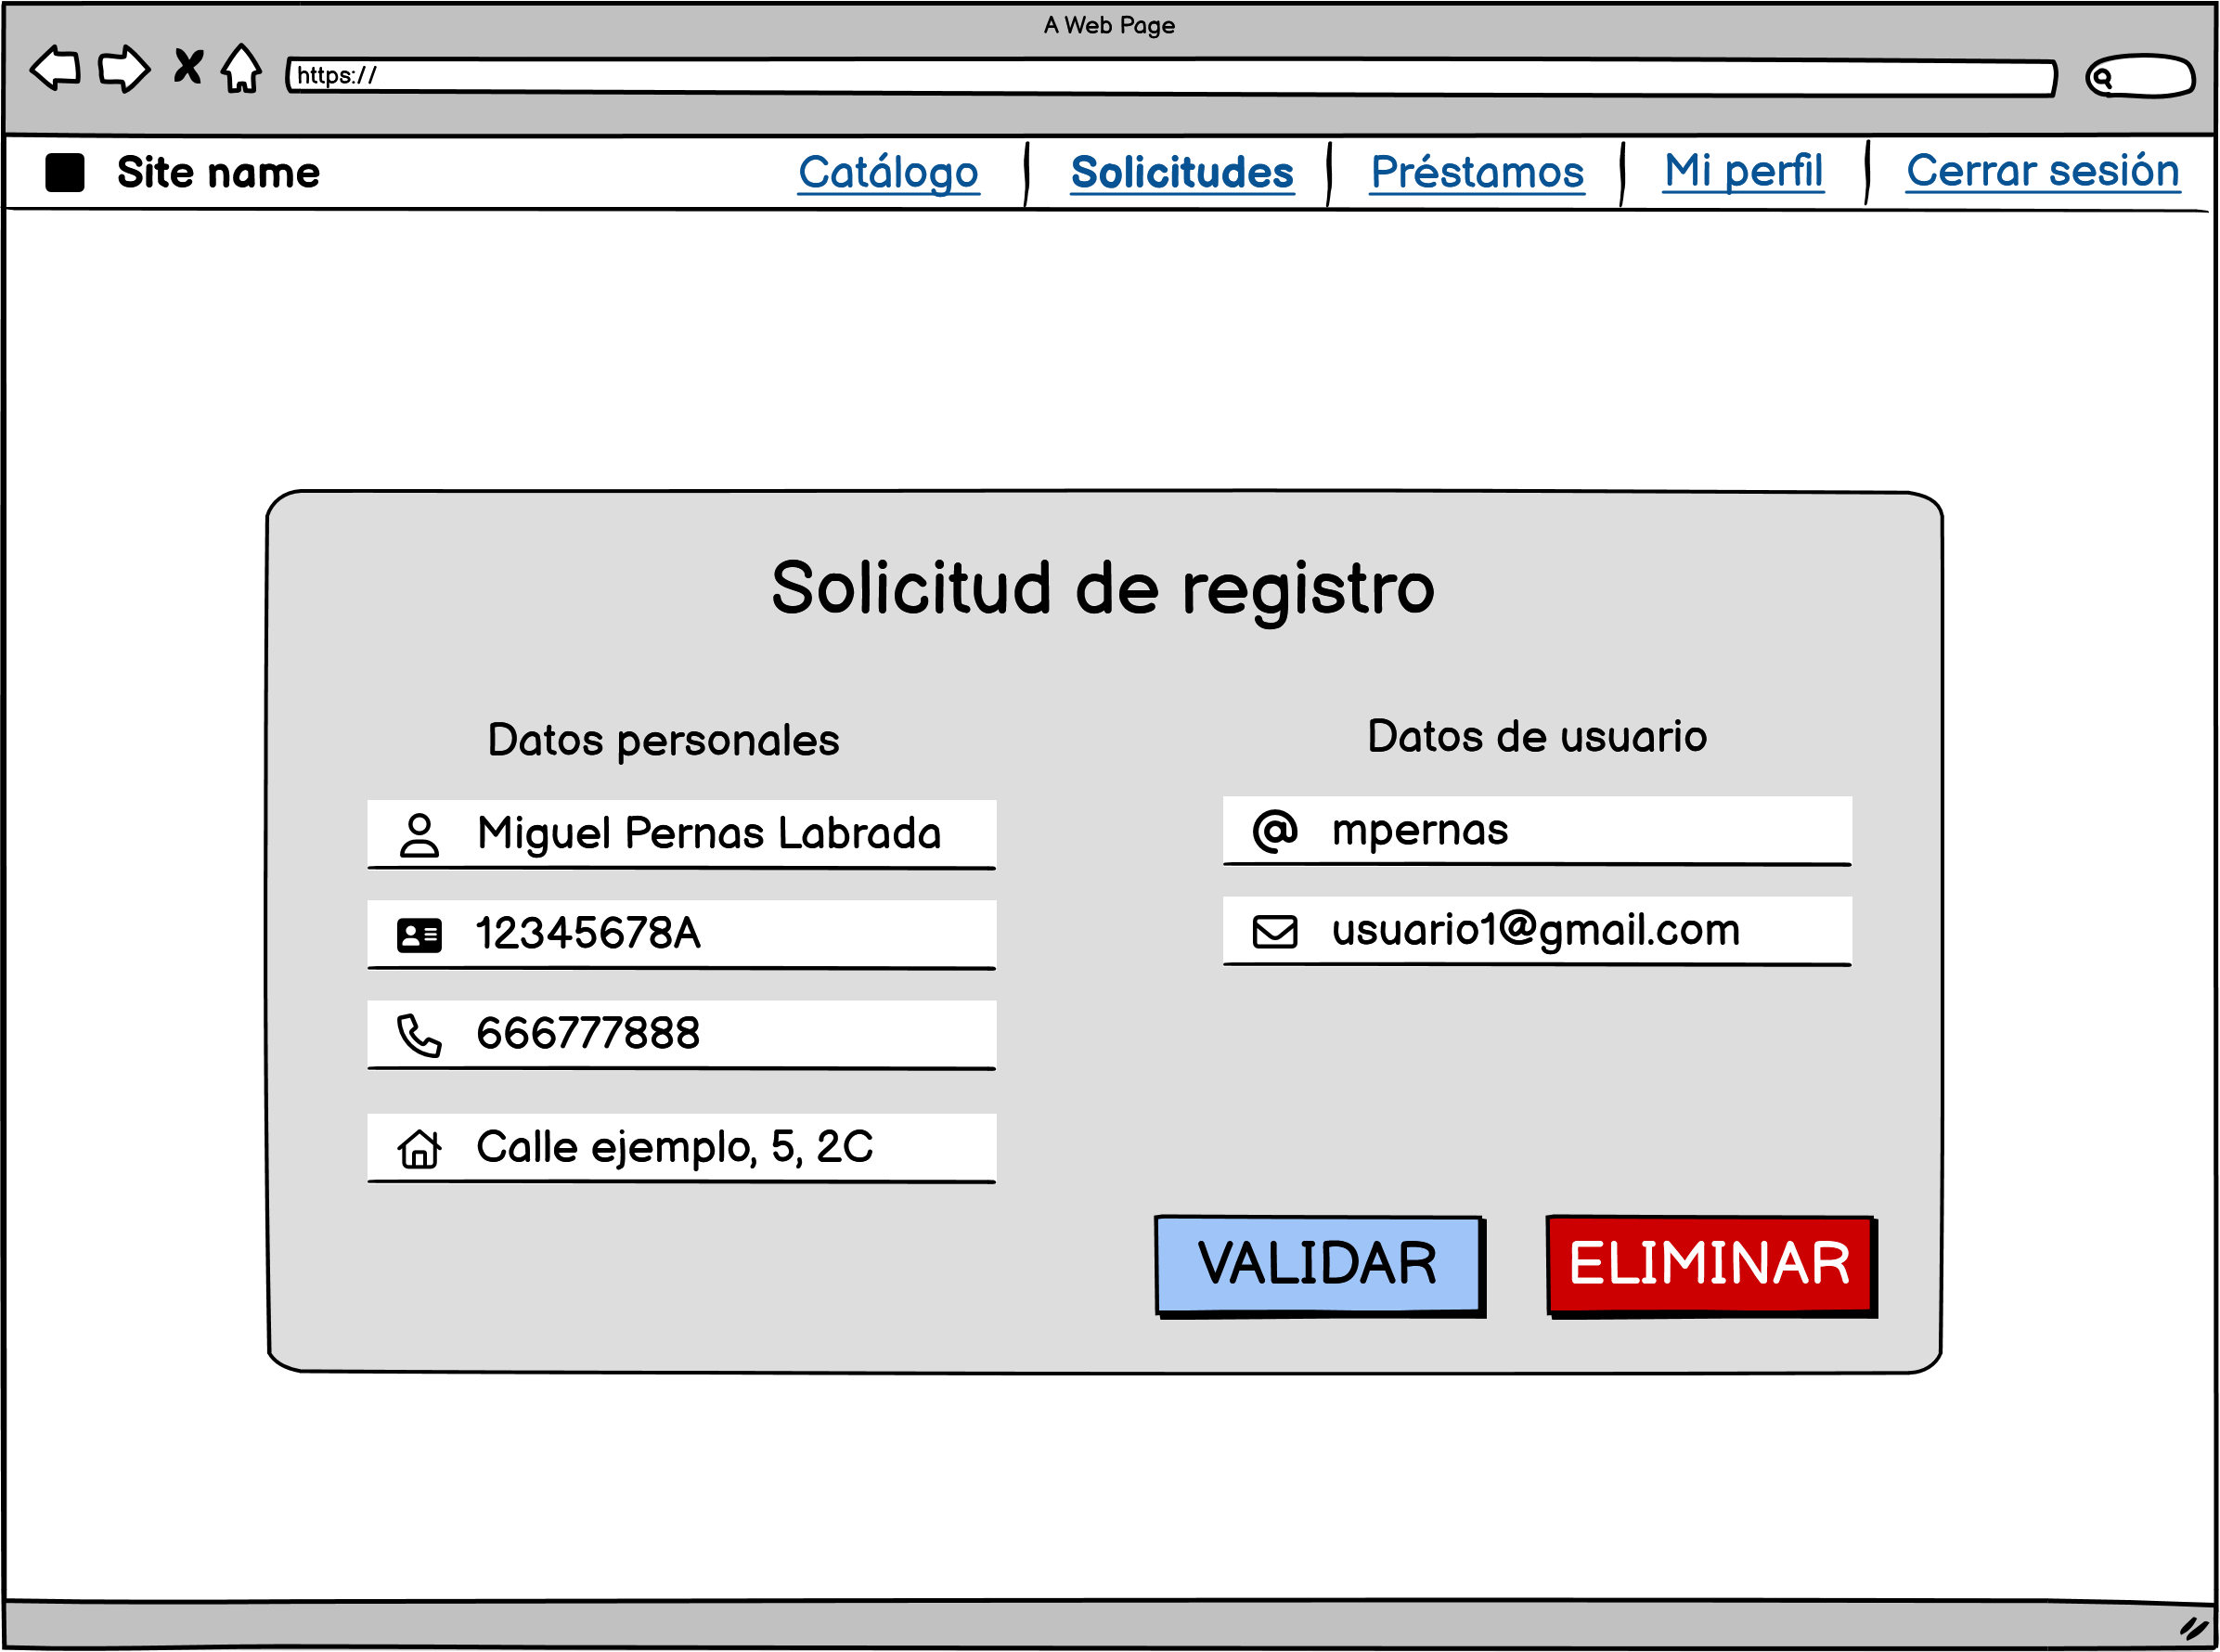 A Web Page
https://
Site name
Catálogo
Solicitudes
Préstamos
Mi perfil
Cerrar sesión
Solicitud de registro
Datos personales
Miguel Pernas Labrada
12345678A
666777888
Calle ejemplo, 5, 2C
Datos de usuario
@ mpernas
usuario1@gmail.com
VALIDAR
ELIMINAR